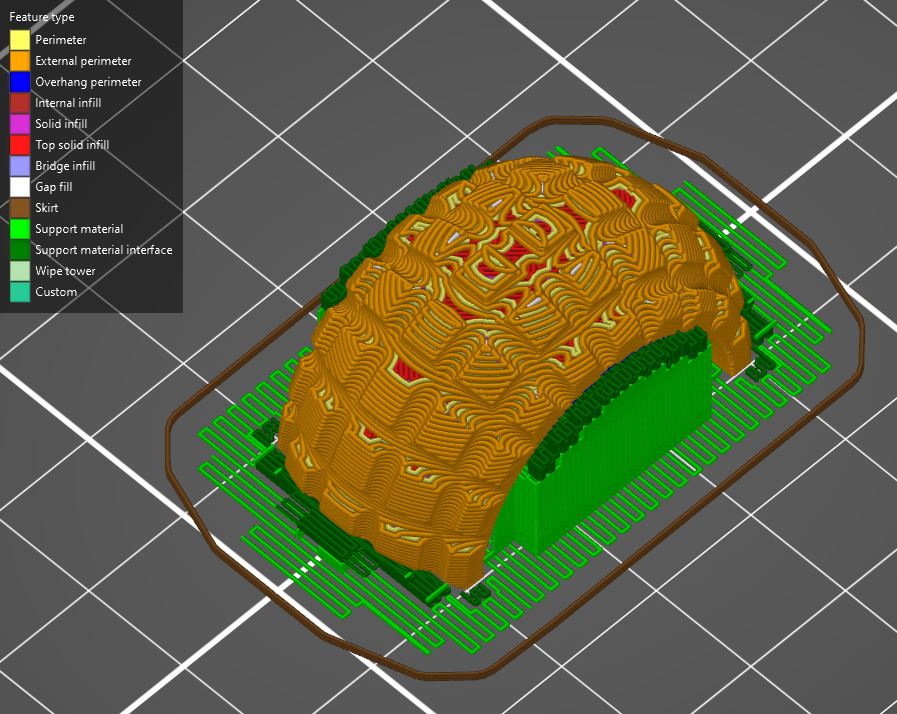 Feature type
Perimeter
External perimeter
Overhang perimeter
Internal infill
Solid infill
Top solid infill
Bridge infill
Gap fill
Skirt
Support material
Support material interface
Wipe tower
Custom